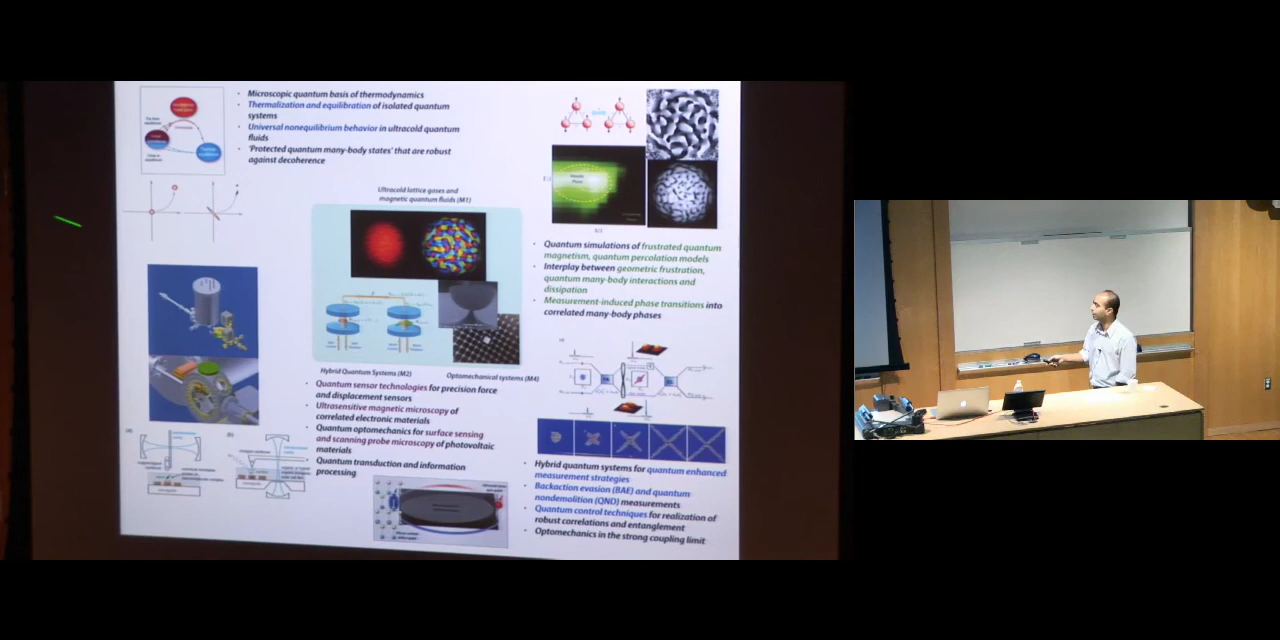 • Microscopic quantum basis of thermodynamics
• Thermalization and equilibration of isolated quantum
systems
• Universal nonequilibrium behavior in ultracold quantum
fluids
• 'Protected quantum many-body states' that are robust
against decoherence
Ultracold lattice gases and
magnetic quantum fluids (M1)
Hybrid Quantum Systems (M2)
Optomechanical systems (M4)
• Quantum sensor technologies for precision force
and displacement sensors
• Ultrasensitive magnetic microscopy of
correlated electronic materials
• Quantum optomechanics for surface sensing
and scanning probe microscopy of photovoltaic
materials
• Quantum transduction and information
processing
• Quantum simulations of frustrated quantum
magnetism, quantum percolation models
• Interplay between geometric frustration,
quantum many-body interactions and
dissipation
• Measurement-induced phase transitions into
correlated many-body phases
• Hybrid quantum systems for quantum enhanced
measurement strategies
• Backaction evasion (BAE) and quantum
nondemolition (QND) measurements
• Quantum control techniques for realization of
robust correlations and entanglement
• Optomechanics in the strong coupling limit
(a)
(b)